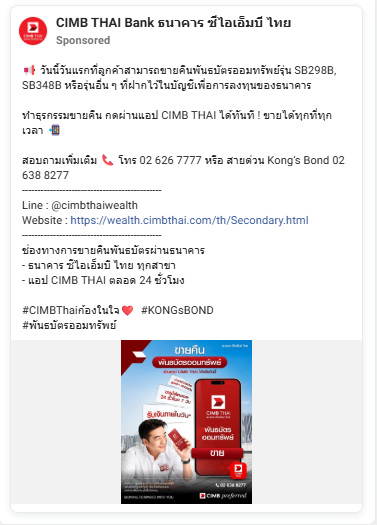 CIMB THAI Bank ธนาคาร ซีไอเอ็มบี ไทย
Sponsored
📢 วันนี้วันแรกที่ลูกค้าสามารถขายคืนพันธบัตรออมทรัพย์รุ่น SB298B,
SB348B หรือรุ่นอื่น ๆ ที่ฝากไว้ในบัญชีเพื่อการลงทุนของธนาคาร
ทำธุรกรรมขายคืน กดผ่านแอป CIMB THAI ได้ทันที ! ขายได้ทุกที่ทุก
เวลา 📲
สอบถามเพิ่มเติม 📞 โทร 02 626 7777 หรือ สายด่วน Kong's Bond 02
638 8277
----------------------------------------------
Line : @cimbthaiwealth
Website : https://wealth.cimbthai.com/th/Secondary.html
----------------------------------------------
ช่องทางการขายคืนพันธบัตรผ่านธนาคาร
- ธนาคาร ซีไอเอ็มบี ไทย ทุกสาขา
- แอป CIMB THAI ตลอด 24 ชั่วโมง
#CIMBThaiก้องในใจ❤️ #KONGsBOND
#พันธบัตรออมทรัพย์
ขายคืน
พันธบัตรออมทรัพย์
รับเงินภายในวัน*
CIMB THAI
พันธบัตร
ออมทรัพย์
ขาย
02 638 8277
MOVING FORWARD WITH YOU
CIMB preferred